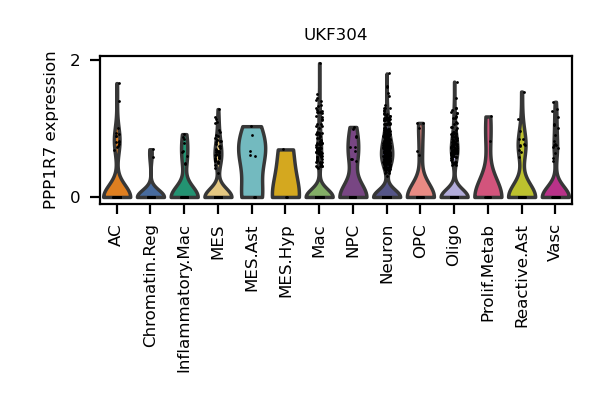 UKF304
PPP1R7 expression
2
0
AC
Chromatin.Reg
Inflammatory.Mac
MES
MES.Ast
MES.Hyp
Mac
NPC
Neuron
OPC
Oligo
Prolif.Metab
Reactive.Ast
Vasc